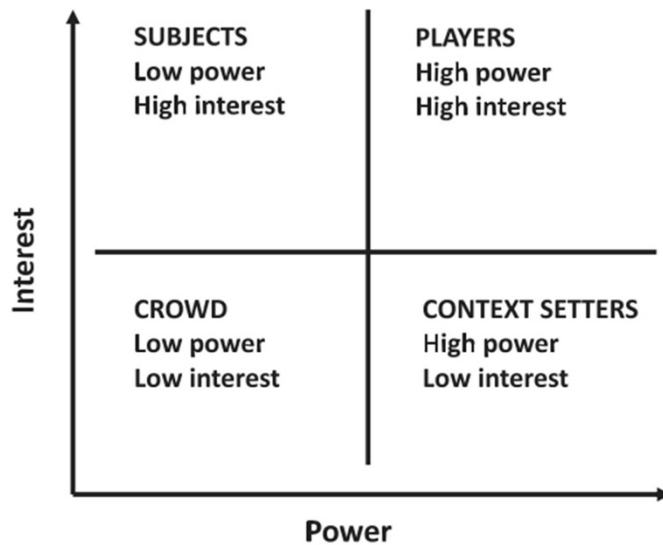 SUBJECTS
Low power
High interest
PLAYERS
High power
High interest
Interest
CROWD
Low power
Low interest
CONTEXT SETTERS
High power
Low interest
Power